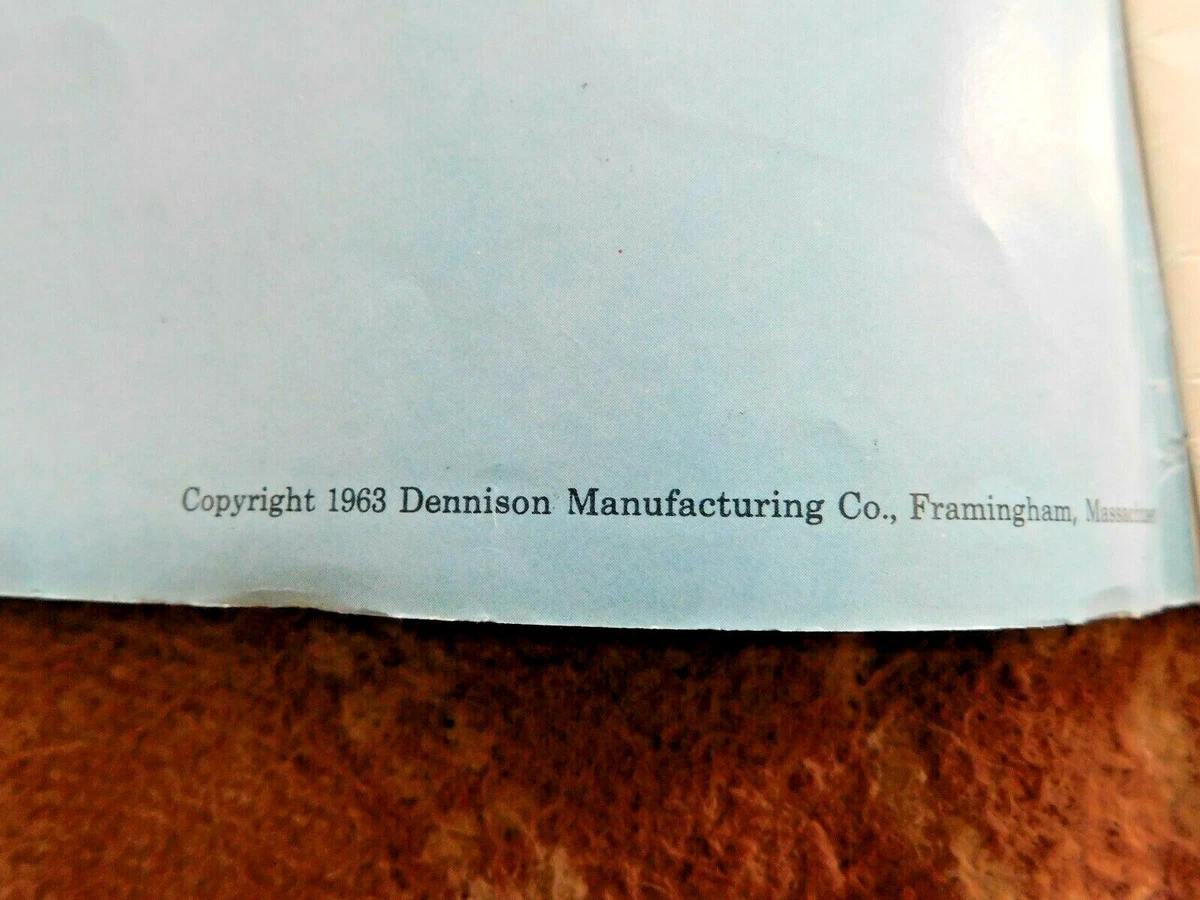 Copyright 1963 Dennison Manufacturing Co., Framingham,